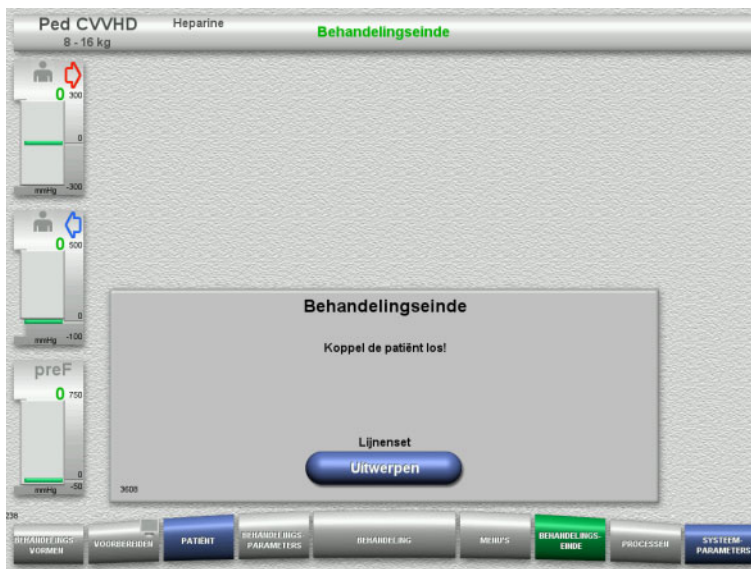 Ped CVVHD
Heparine
Behandelingseinde
8 - 16 kg
0
300
0
-300
mmHg
0
500
0
-100
mmHg
preF
0
750
0
-50
mmHg
Behandelingseinde
Koppel de patiënt los!
Lijnenset
Uitwerpen
3608
238
BEHANDELINGS-
VORMEN
VOORBEREIDEN
PATIËNT
BEHANDELINGS-
PARAMETERS
BEHANDELING
MENU'S
BEHANDELINGS-
EINDE
PROCESSEN
SYSTEEM-
PARAMETERS